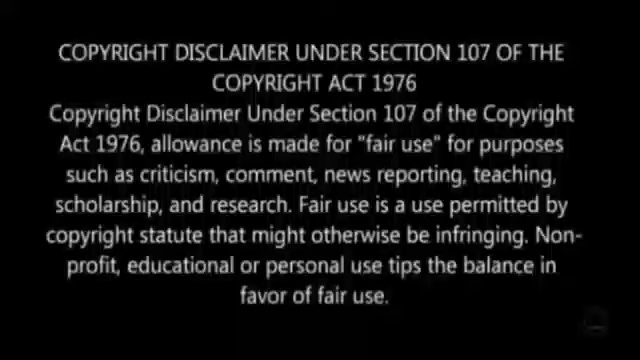 COPYRIGHT DISCLAIMER UNDER SECTION 107 OF THE
COPYRIGHT ACT 1976
Copyright Disclaimer Under Section 107 of the Copyright
Act 1976, allowance is made for "fair use" for purposes
such as criticism, comment, news reporting, teaching,
scholarship, and research. Fair use is a use permitted by
copyright statute that might otherwise be infringing. Non-
profit, educational or personal use tips the balance in
favor of fair use.